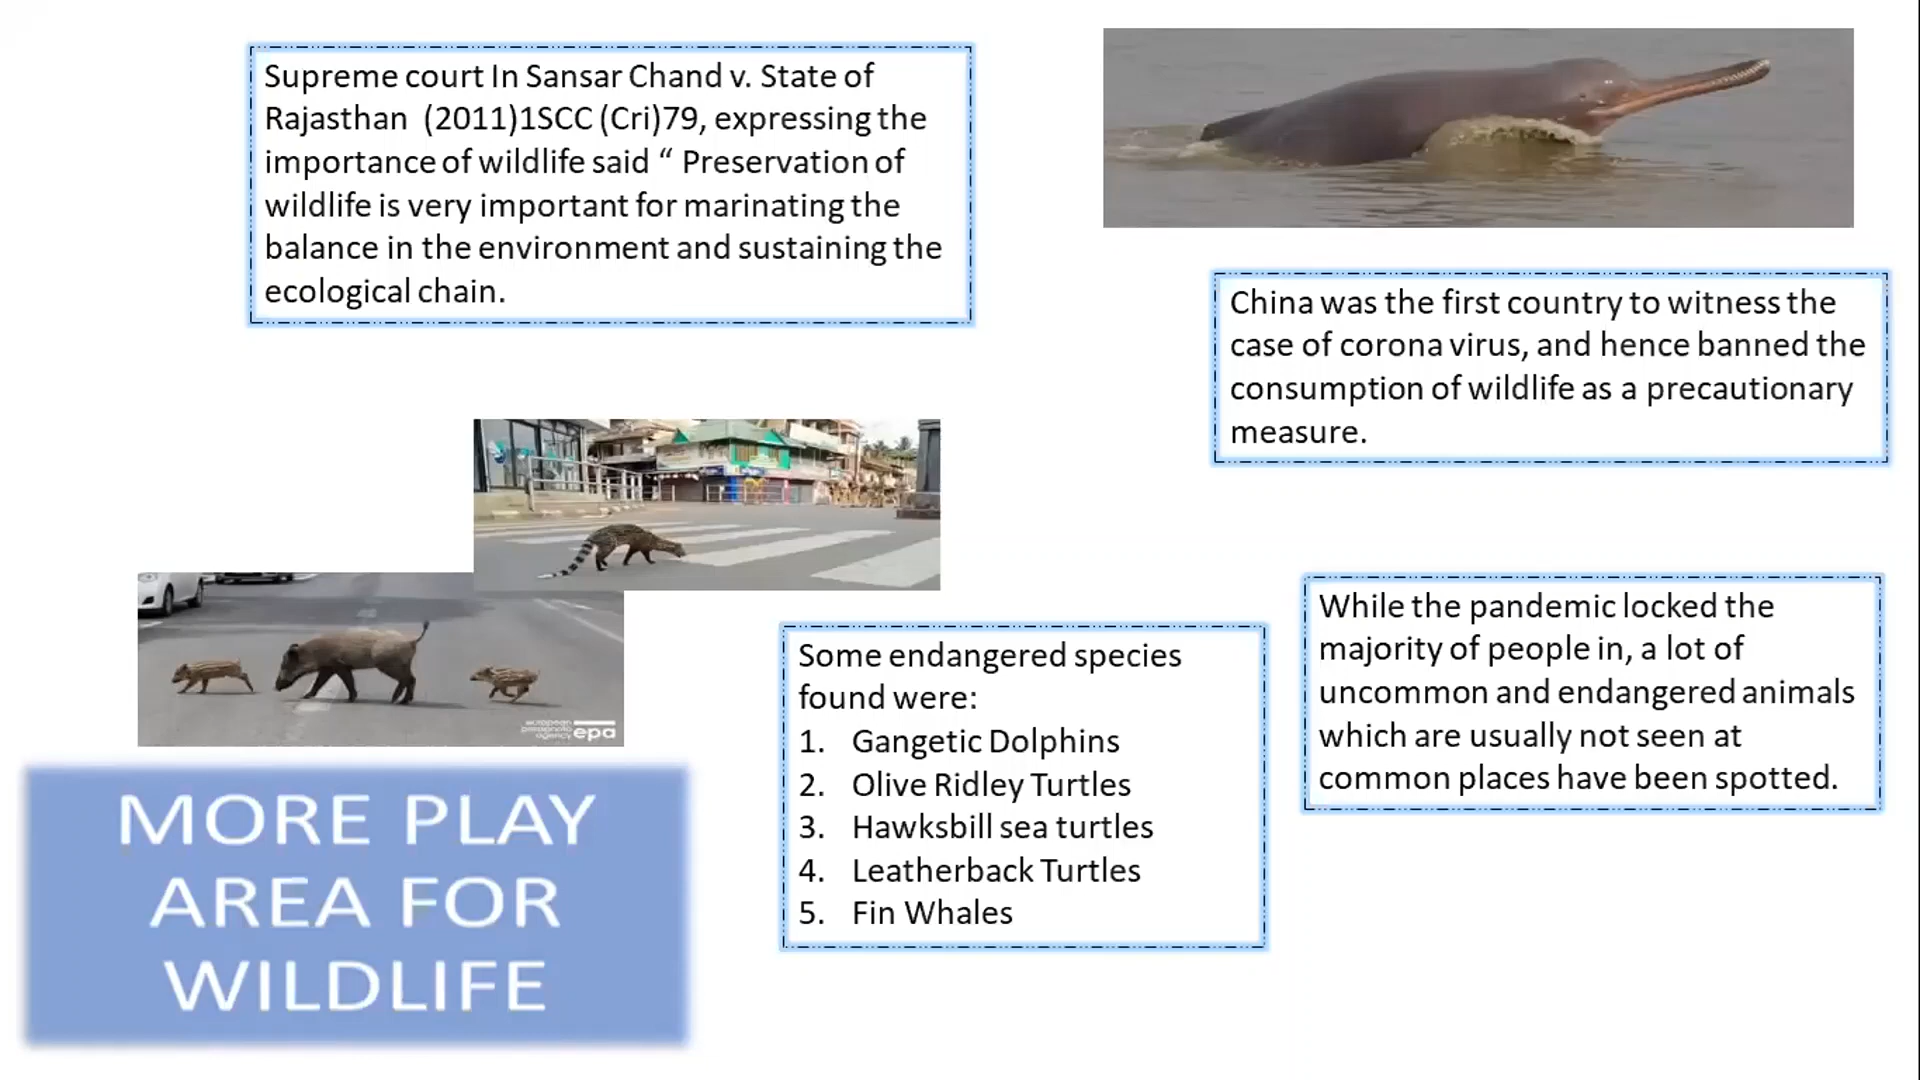 Supreme court In Sansar Chand v. State of
Rajasthan (2011)1SCC (Cri)79, expressing the
importance of wildlife said “ Preservation of
wildlife is very important for marinating the
balance in the environment and sustaining the
ecological chain.
China was the first country to witness the
case of corona virus, and hence banned the
consumption of wildlife as a precautionary
measure.
While the pandemic locked the
majority of people in, a lot of
uncommon and endangered animals
which are usually not seen at
common places have been spotted.
Some endangered species
found were:
1. Gangetic Dolphins
2. Olive Ridley Turtles
3. Hawksbill sea turtles
4. Leatherback Turtles
5. Fin Whales
european
pressphoto
agency epa
MORE PLAY
AREA FOR
WILDLIFE